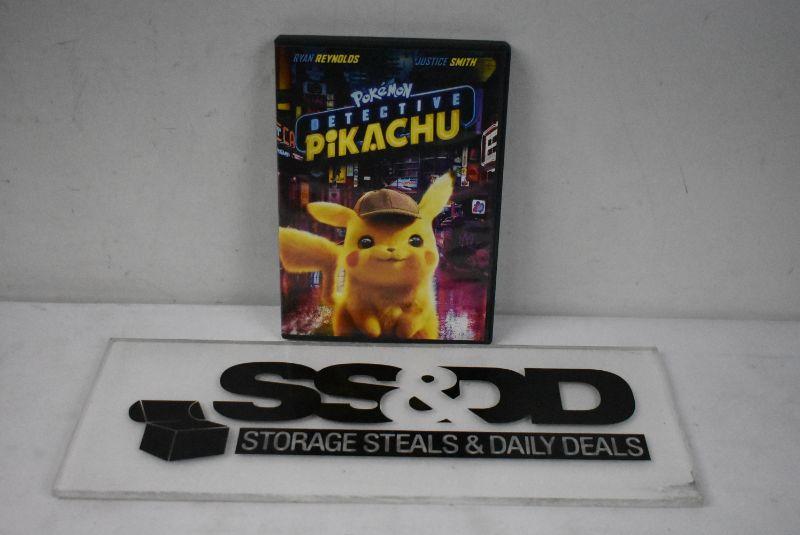 RYAN REYNOLDS
JUSTICE SMITH
POKÉMON
DETECTIVE
PiKACHU
SS&DD
STORAGE STEALS & DAILY DEALS